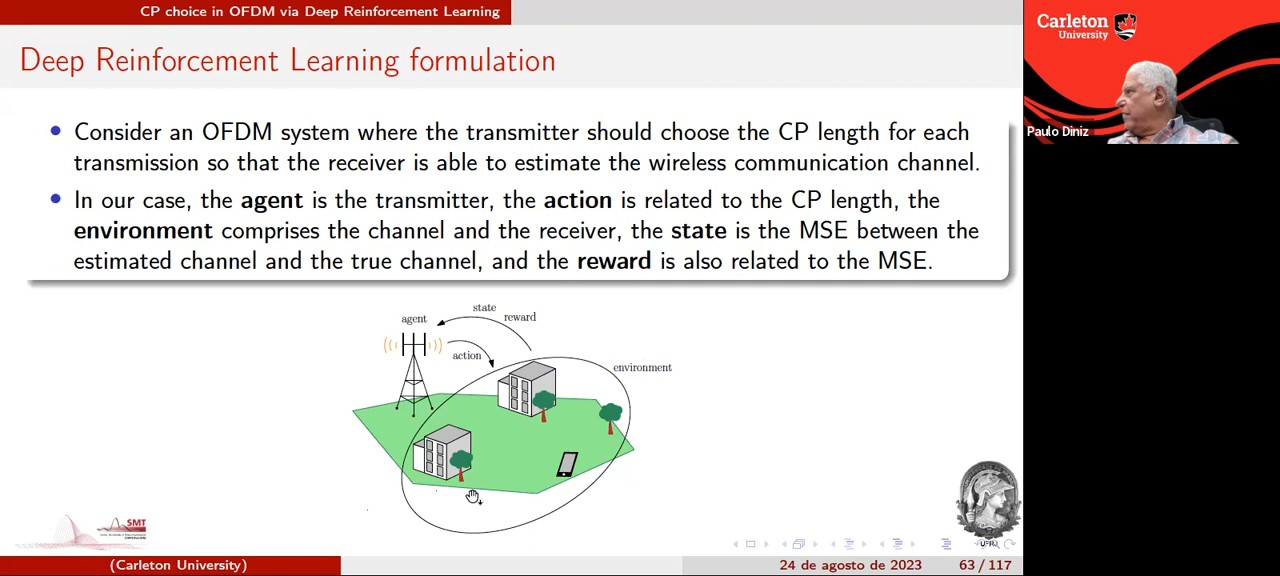 CP choice in OFDM via Deep Reinforcement Learning
Deep Reinforcement Learning formulation
Consider an OFDM system where the transmitter should choose the CP length for each
transmission so that the receiver is able to estimate the wireless communication channel.
In our case, the agent is the transmitter, the action is related to the CP length, the
environment comprises the channel and the receiver, the state is the MSE between the
estimated channel and the true channel, and the reward is also related to the MSE.
state
reward
agent
action
environment
SMT
UFRJ
(Carleton University)
24 de agosto de 2023
63 / 117
Carleton
University
Paulo Diniz